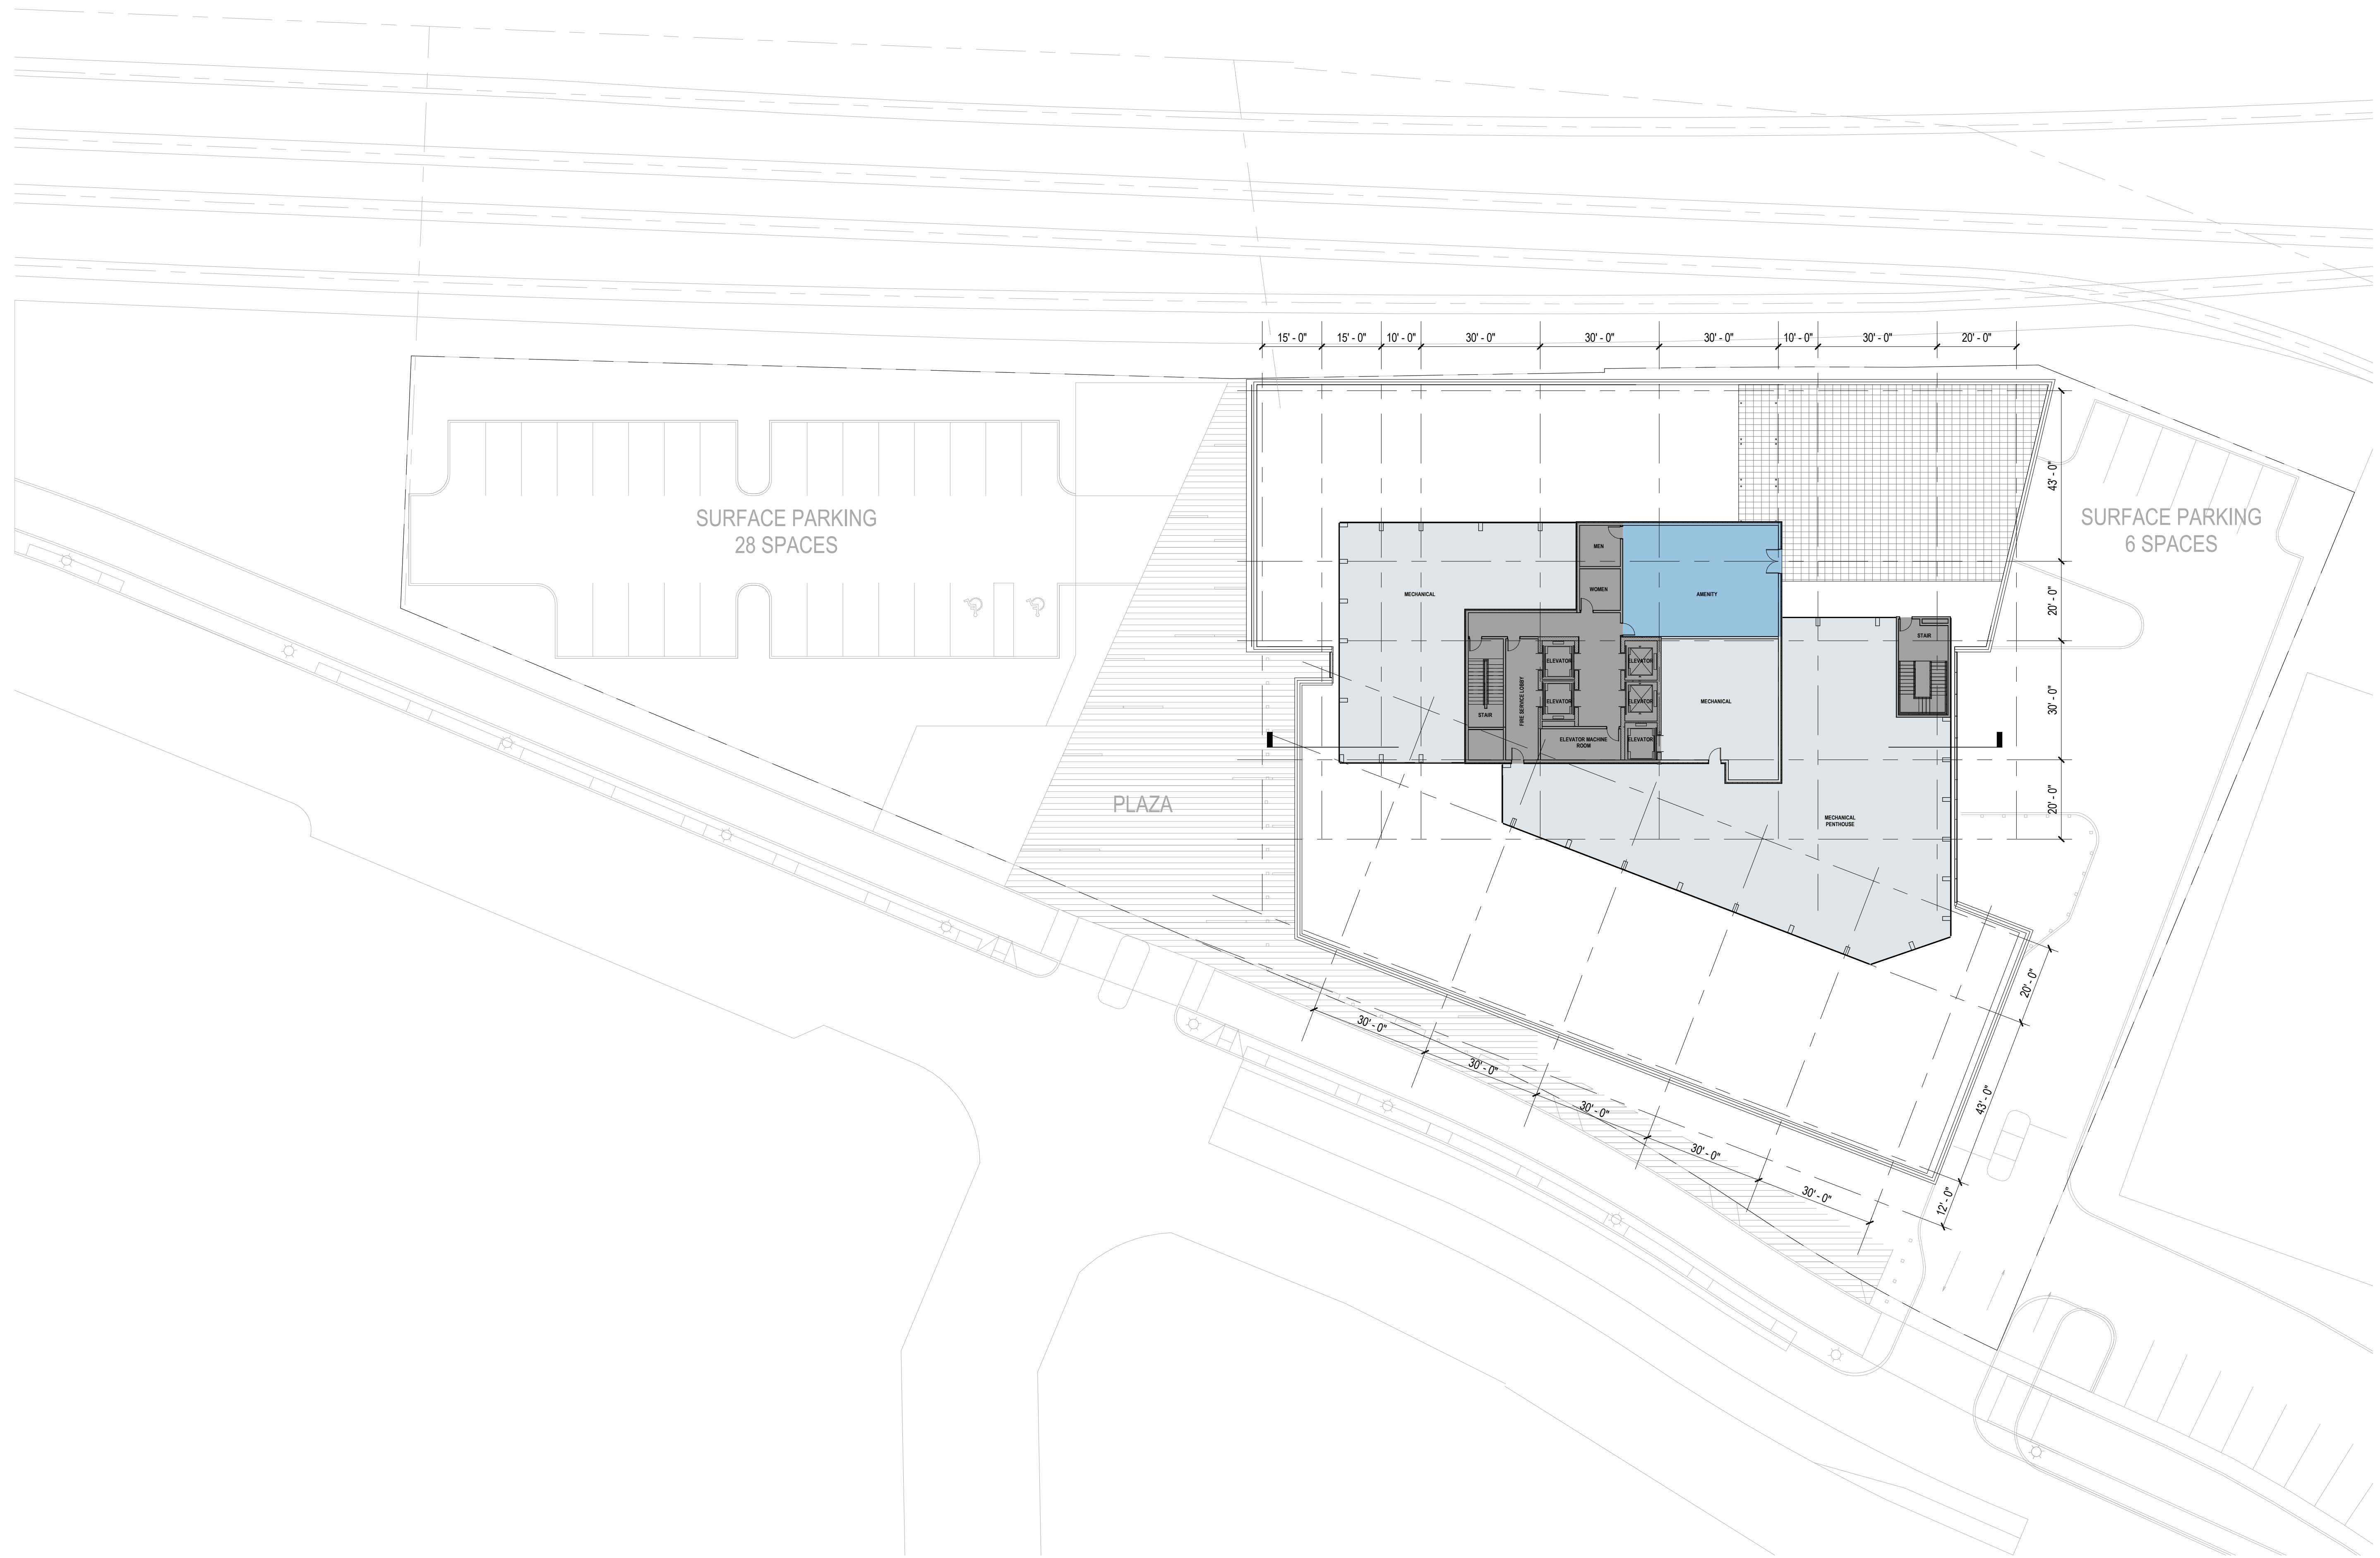 15' - 0"
15' - 0"
10' - 0"
30' - 0"
30' - 0"
30' - 0"
10' - 0"
30' - 0"
20' - 0"
43' - 0"
SURFACE PARKING
28 SPACES
SURFACE PARKING
6 SPACES
MEN
WOMEN
MECHANICAL
AMENITY
20' - 0"
STAIR
ELEVATOR
ELEVATOR
ELEVATOR
ELEVATOR
FIRE SERVICE LOBBY
MECHANICAL
30' - 0"
STAIR
ELEVATOR MACHINE
ROOM
ELEVATOR
PLAZA
20' - 0"
MECHANICAL
PENTHOUSE
20' - 0"
30' - 0"
30' - 0"
43' - 0"
30' - 0"
30' - 0"
30' - 0"
12' - 0"